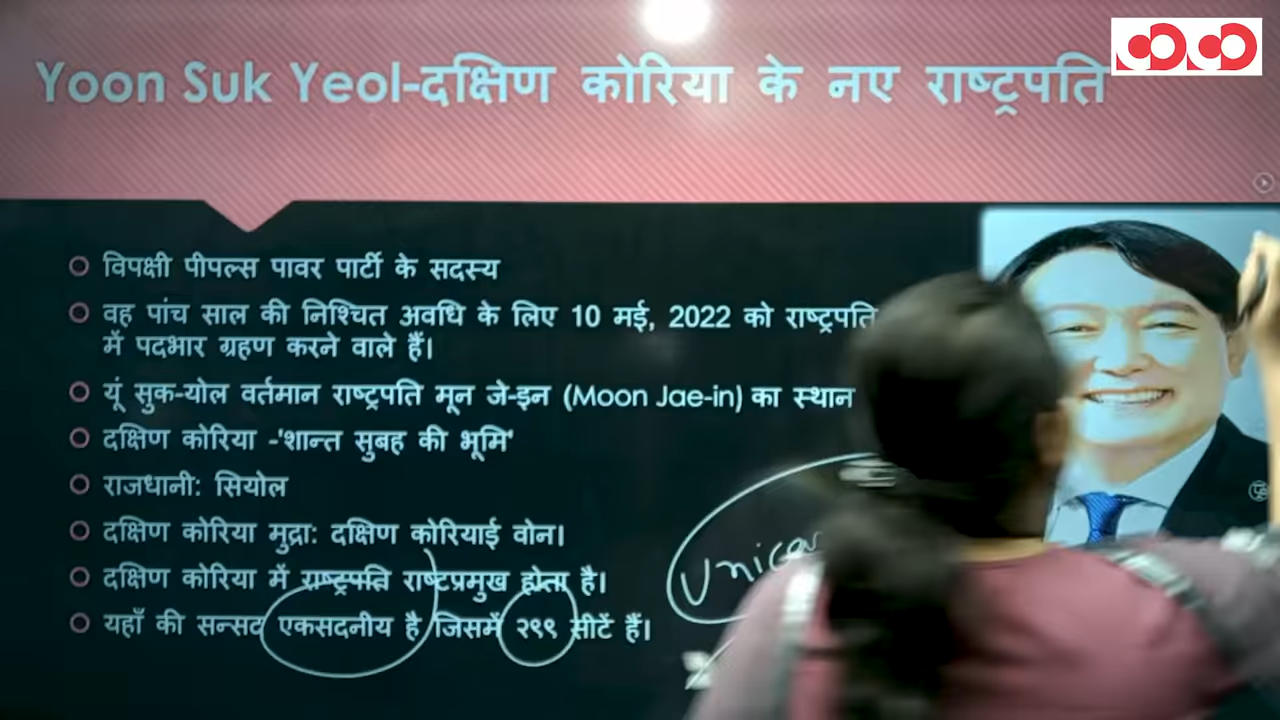 Yoon Suk Yeol-दक्षिण कोरिया के नए राष्ट्रपति
विपक्षी पीपल्स पावर पार्टी के सदस्य
वह पांच साल की निश्चित अवधि के लिए 10 मई, 2022 को राष्ट्रपति
में पदभार ग्रहण करने वाले हैं।
यूं सुक-योल वर्तमान राष्ट्रपति मून जे-इन (Moon Jae-in) का स्थान
दक्षिण कोरिया -'शान्त सुबह की भूमि'
राजधानी: सियोल
दक्षिण कोरिया मुद्रा: दक्षिण कोरियाई वोन।
दक्षिण कोरिया में राष्ट्रपति राष्टप्रमुख होता है।
यहाँ की सन्सद एकसदनीय है जिसमें २९९ सीटें हैं।